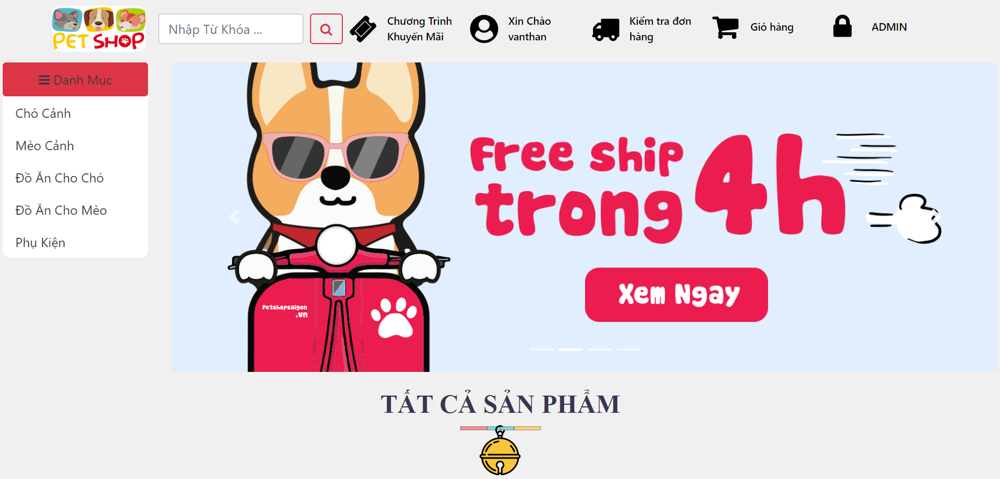 PET SHOP
Nhập Từ Khóa ...
Chương Trình
Khuyến Mãi
Xin Chào
vanthan
Kiểm tra đơn
hàng
Giỏ hàng
ADMIN
Danh Mục
Chó Cảnh
Mèo Cảnh
Đồ Ăn Cho Chó
Đồ Ăn Cho Mèo
Phụ Kiện
Free ship
trong
4h
Xem Ngay
Petshopsaigon
.vn
TẤT CẢ SẢN PHẨM